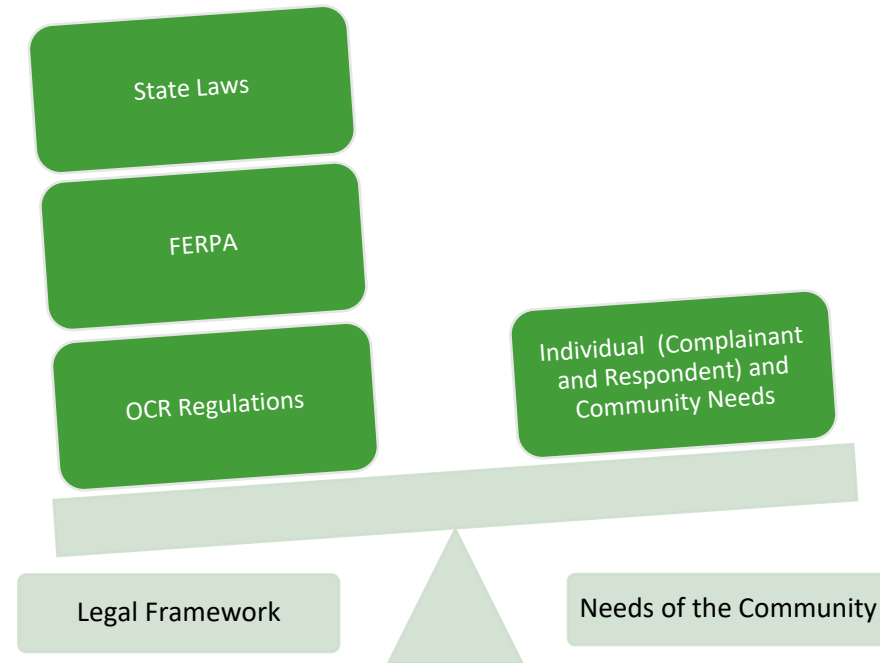 State Laws
FERPA
OCR Regulations
Individual (Complainant
and Respondent) and
Community Needs
Legal Framework
Needs of the Community